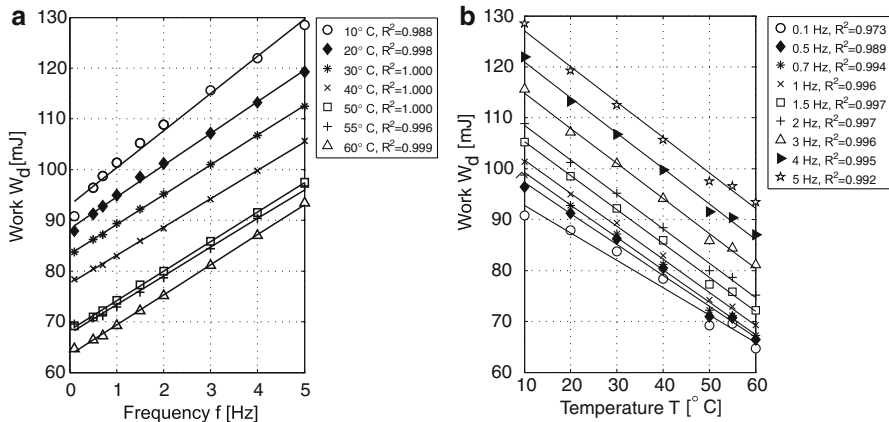 a
130
120
110
100
90
80
70
60
Work W_d [mJ]
0
1
2
3
4
5
Frequency f [Hz]
10° C, R²=0.988
20° C, R²=0.998
30° C, R²=1.000
40° C, R²=1.000
50° C, R²=1.000
55° C, R²=0.996
60° C, R²=0.999
b
130
120
110
100
90
80
70
60
Work W_d [mJ]
10
20
30
40
50
60
Temperature T [° C]
0.1 Hz, R²=0.973
0.5 Hz, R²=0.989
0.7 Hz, R²=0.994
1 Hz, R²=0.996
1.5 Hz, R²=0.997
2 Hz, R²=0.997
3 Hz, R²=0.996
4 Hz, R²=0.995
5 Hz, R²=0.992